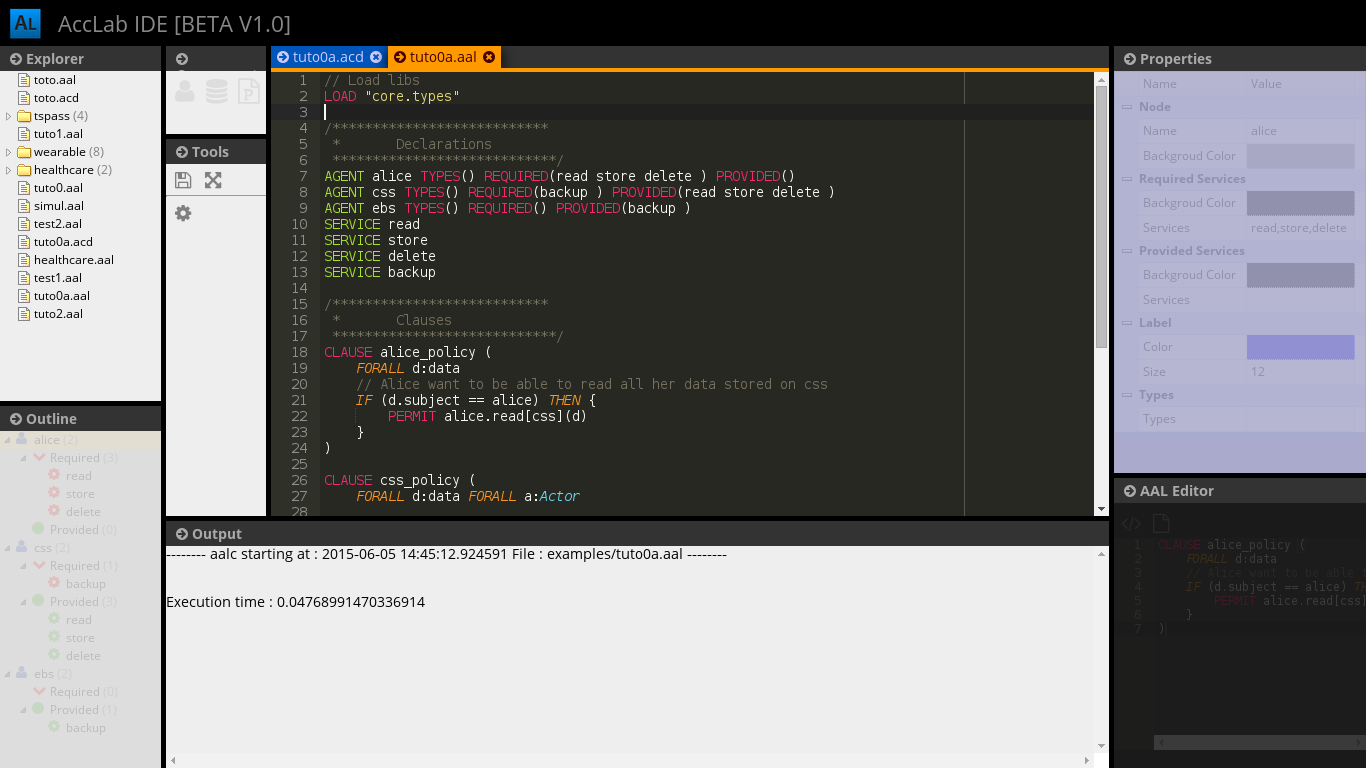 AL AccLab IDE [BETA V1.0]
Explorer
toto.aal
toto.acd
tspass (4)
tuto1.aal
wearable (8)
healthcare (2)
tuto0.aal
simul.aal
test2.aal
tuto0a.acd
healthcare.aal
test1.aal
tuto0a.aal
tuto2.aal
Outline
alice (2)
Required (3)
read
store
delete
Provided (0)
css (2)
Required (1)
backup
Provided (3)
read
store
delete
ebs (2)
Required (0)
Provided (1)
backup
Tools
tuto0a.acd tuto0a.aal
1 // Load libs
2 LOAD "core.types"
3
4 /***************************
5  *       Declarations
6  ****************************/
7 AGENT alice TYPES() REQUIRED(read store delete ) PROVIDED()
8 AGENT css TYPES() REQUIRED(backup ) PROVIDED(read store delete )
9 AGENT ebs TYPES() REQUIRED() PROVIDED(backup )
10 SERVICE read
11 SERVICE store
12 SERVICE delete
13 SERVICE backup
14
15 /***************************
16  *       Clauses
17  ****************************/
18 CLAUSE alice_policy (
19     FORALL d:data
20     // Alice want to be able to read all her data stored on css
21     IF (d.subject == alice) THEN {
22         PERMIT alice.read[css](d)
23     }
24 )
25
26 CLAUSE css_policy (
27     FORALL d:data FORALL a:Actor
28
Output
-------- aalc starting at : 2015-06-05 14:45:12.924591 File : examples/tuto0a.aal --------
Execution time : 0.04768991470336914
Properties
Name Value
Node
Name alice
Backgroud Color
Required Services
Backgroud Color
Services read,store,delete
Provided Services
Backgroud Color
Services
Label
Color
Size 12
Types
Types
AAL Editor
1 CLAUSE alice_policy (
2     FORALL d:data
3     // Alice want to be able
4     IF (d.subject == alice) TH
5         PERMIT alice.read[css]
6     }
7 )